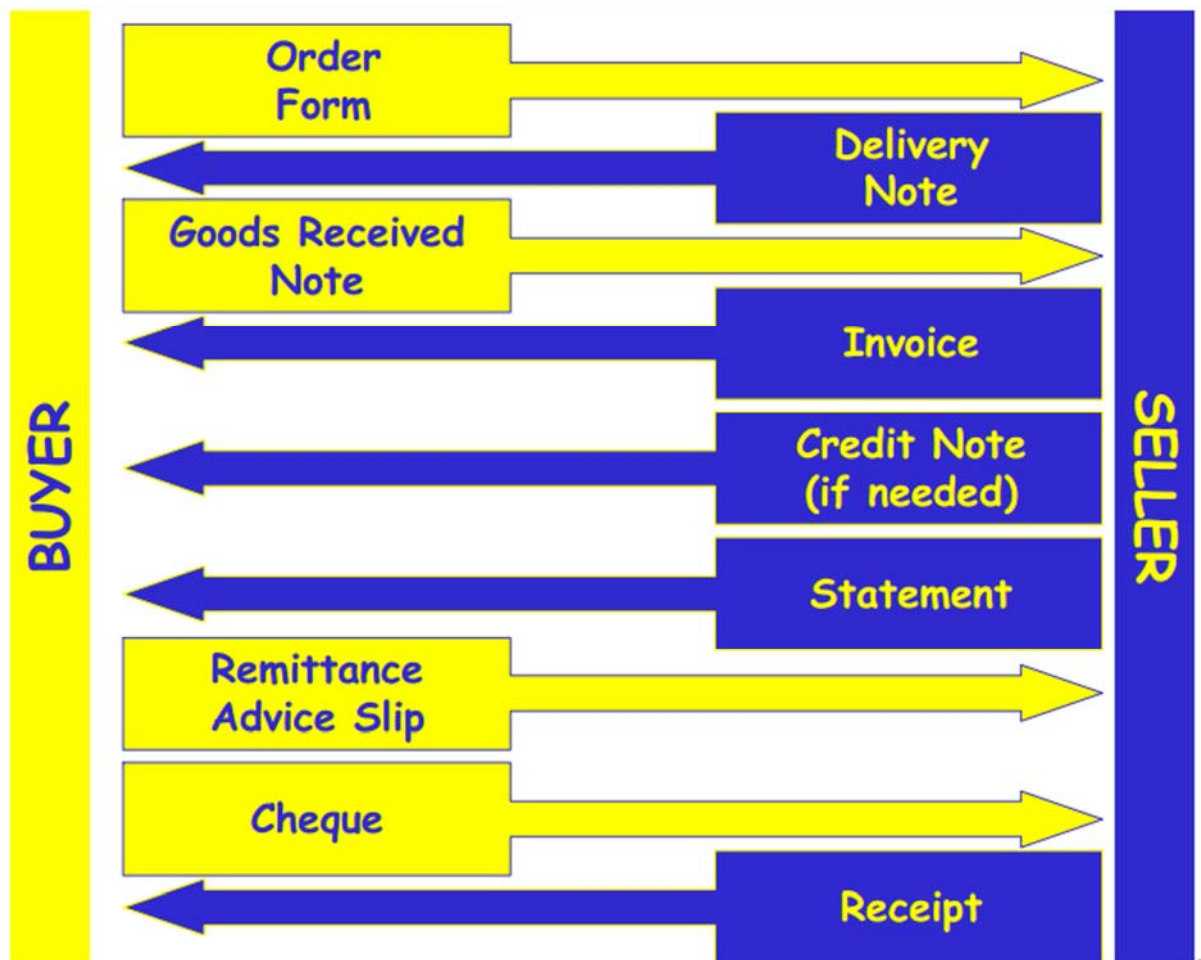 Order
Form
Delivery
Note
Goods Received
Note
Invoice
BUYER
SELLER
Credit Note
(if needed)
Statement
Remittance
Advice Slip
Cheque
Receipt